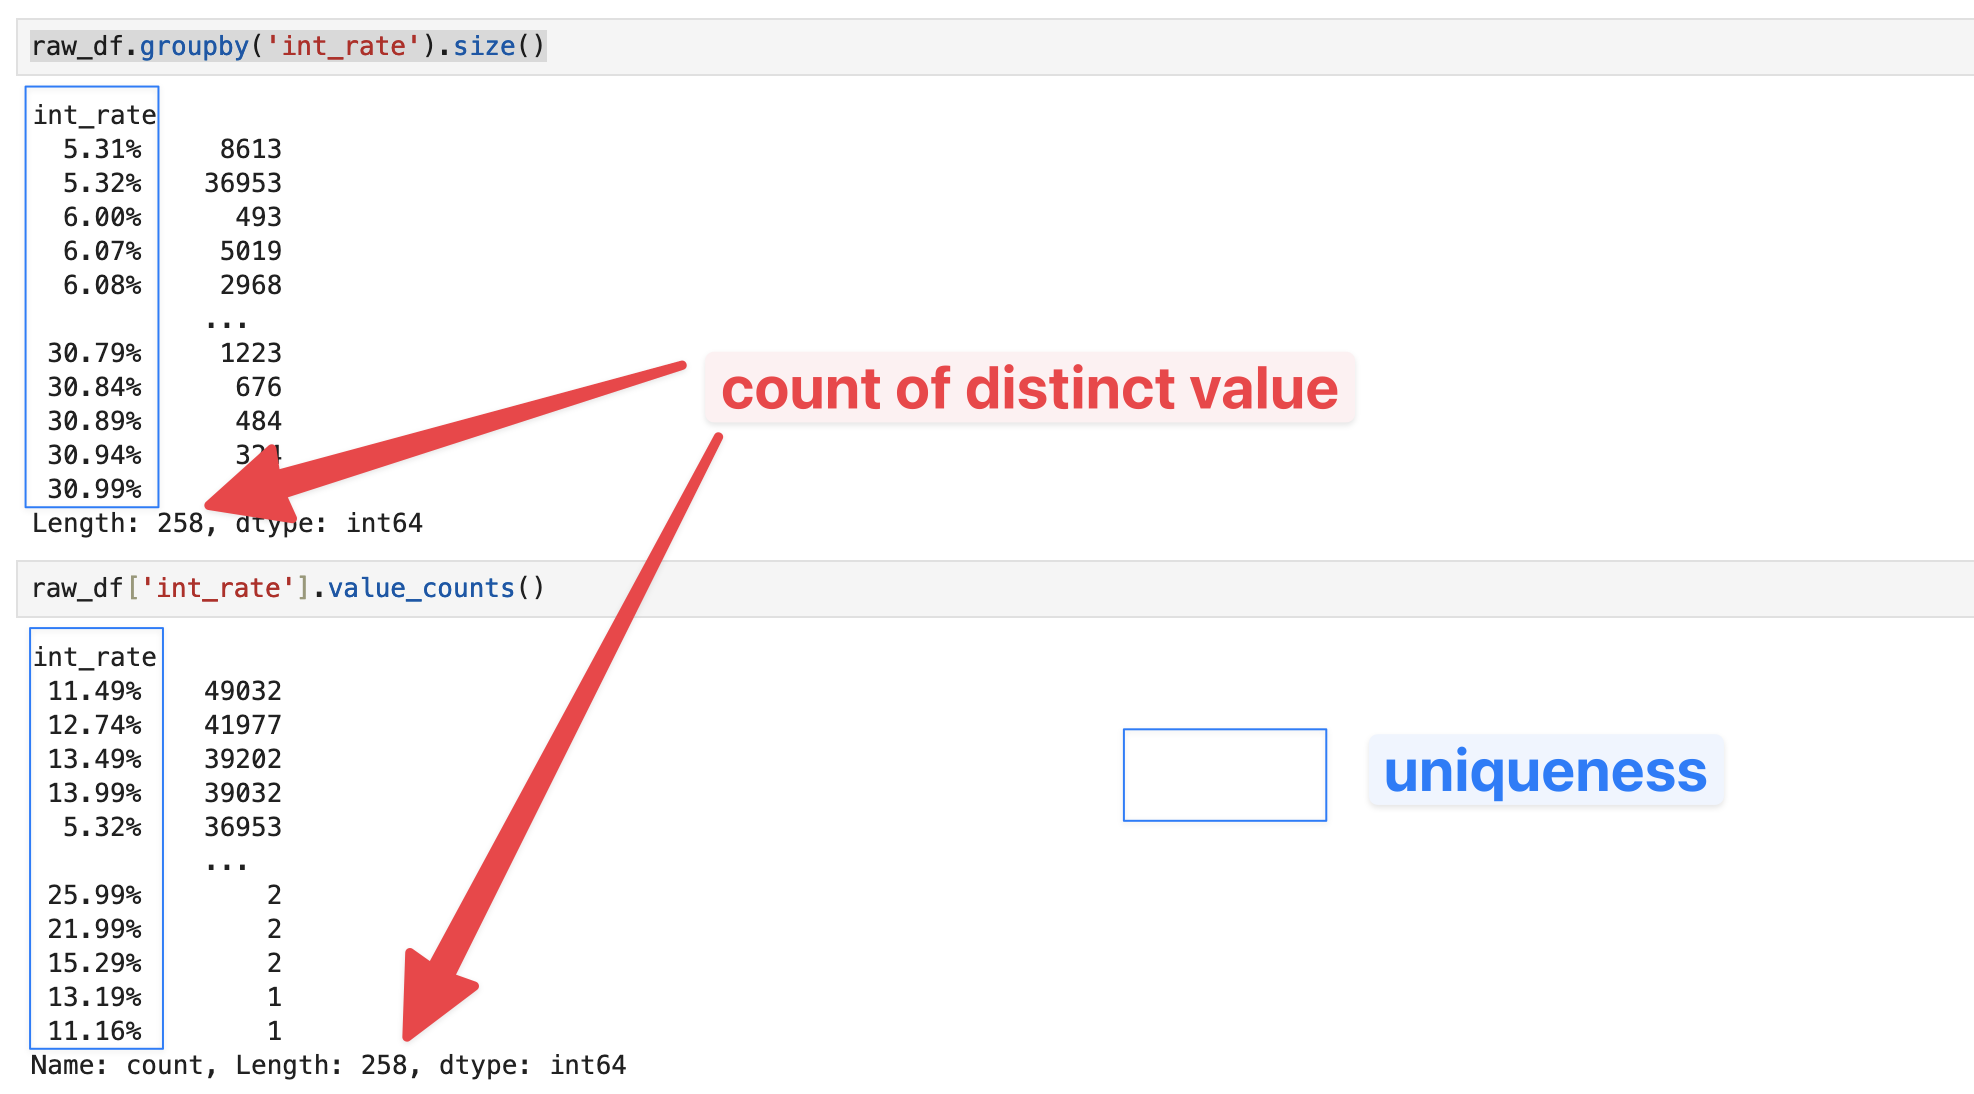 raw_df.groupby('int_rate').size()
int_rate
5.31% 8613
5.32% 36953
6.00% 493
6.07% 5019
6.08% 2968
...
30.79% 1223
30.84% 676
30.89% 484
30.94%
30.99%
Length: 258, dtype: int64
count of distinct value
raw_df['int_rate'].value_counts()
int_rate
11.49% 49032
12.74% 41977
13.49% 39202
13.99% 39032
5.32% 36953
...
25.99% 2
21.99% 2
15.29% 2
13.19% 1
11.16% 1
Name: count, Length: 258, dtype: int64
uniqueness